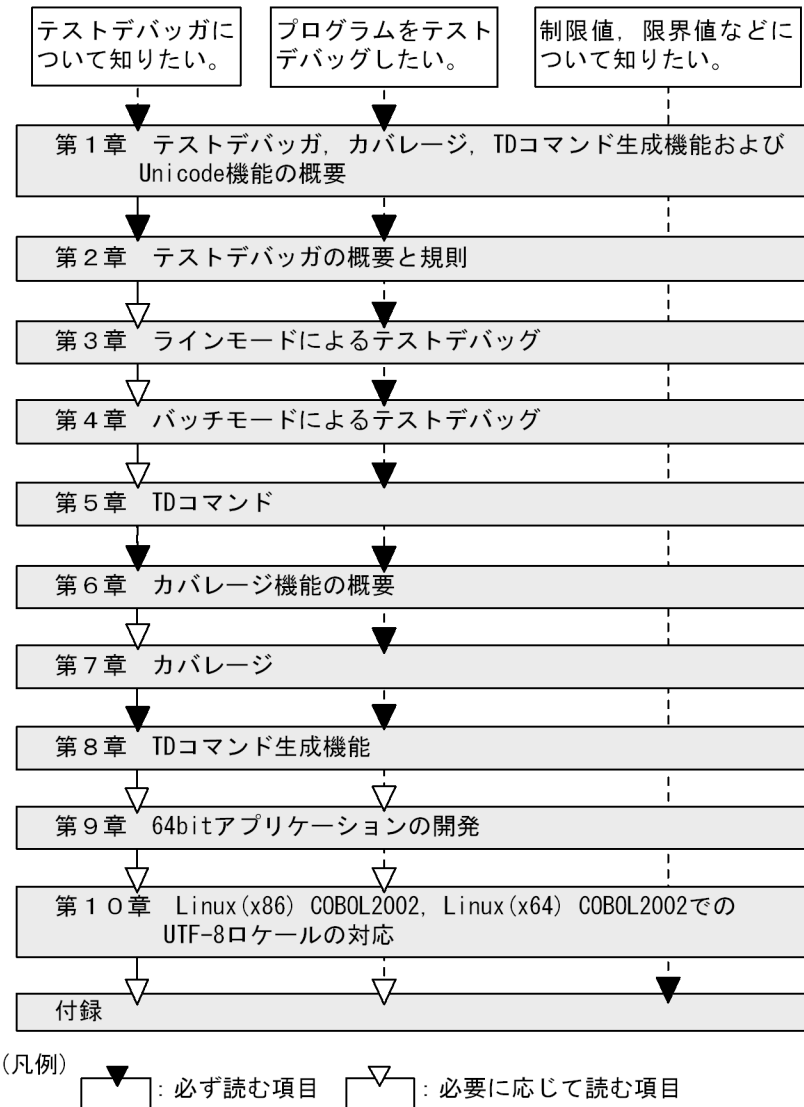 テストデバッガに
ついて知りたい。
プログラムをテスト
デバッグしたい。
制限値，限界値などに
ついて知りたい。
第１章　テストデバッガ，カバレージ，TDコマンド生成機能および
Unicode機能の概要
第２章　テストデバッガの概要と規則
第３章　ラインモードによるテストデバッグ
第４章　バッチモードによるテストデバッグ
第５章　TDコマンド
第６章　カバレージ機能の概要
第７章　カバレージ
第８章　TDコマンド生成機能
第９章　64bitアプリケーションの開発
第１０章　Linux(x86) COBOL2002，Linux(x64) COBOL2002での
UTF-8ロケールの対応
付録
(凡例)
：必ず読む項目
：必要に応じて読む項目